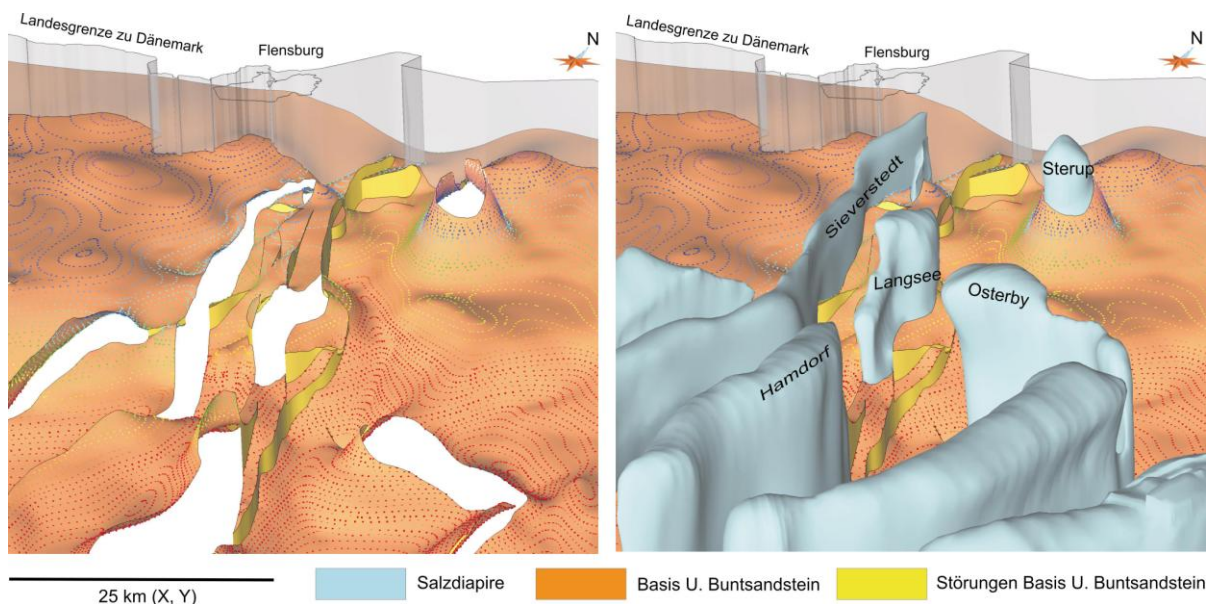 Landesgrenze zu Dänemark
Flensburg
N
Landesgrenze zu Dänemark
Flensburg
N
Sieverstedt
Sterup
Langsee
Osterby
Hamdorf
25 km (X, Y)
Salzdiapire
Basis U. Buntsandstein
Störungen Basis U. Buntsandstein